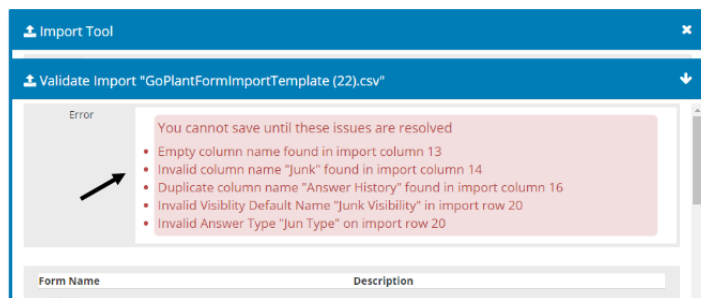 Import Tool
Validate Import "GoPlantFormImportTemplate (22).csv"
Error
You cannot save until these issues are resolved
Empty column name found in import column 13
Invalid column name "Junk" found in import column 14
Duplicate column name "Answer History" found in import column 16
Invalid Visiblity Default Name "Junk Visibility" in import row 20
Invalid Answer Type "Jun Type" on import row 20
Form Name Description